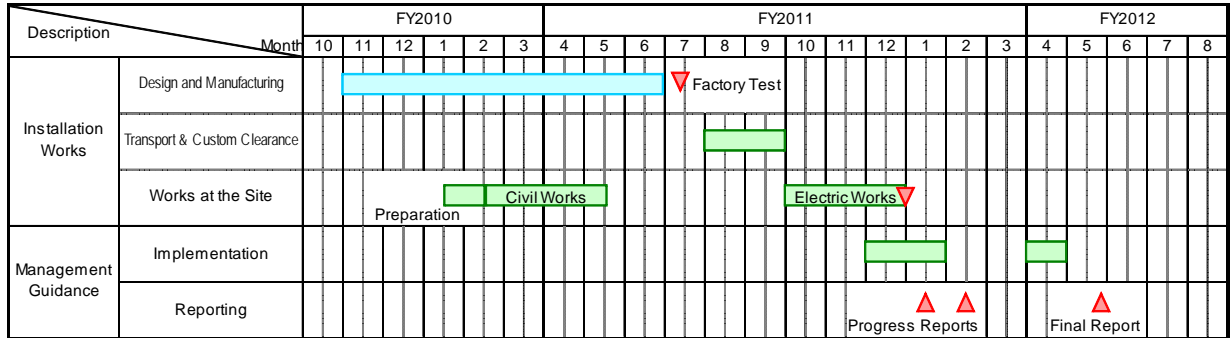 Description
Month
FY2010 FY2011 FY2012
10 11 12 1 2 3 4 5 6 7 8 9 10 11 12 1 2 3 4 5 6 7 8
Installation
Works
Design and Manufacturing
Factory Test
Transport & Custom Clearance
Works at the Site
Civil Works
Electric Works
Preparation
Management
Guidance
Implementation
Reporting
Progress Reports
Final Report